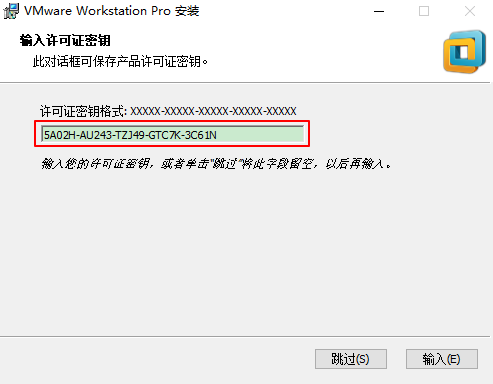 VMware Workstation Pro 安装
输入许可证密钥
此对话框可保存产品许可证密钥。
许可证密钥格式: XXXXX-XXXXX-XXXXX-XXXXX-XXXXX
5A02H-AU243-TZJ49-GTC7K-3C61N
输入您的许可证密钥，或者单击"跳过"将此字段留空，以后再输入。
跳过(S) 输入(E)